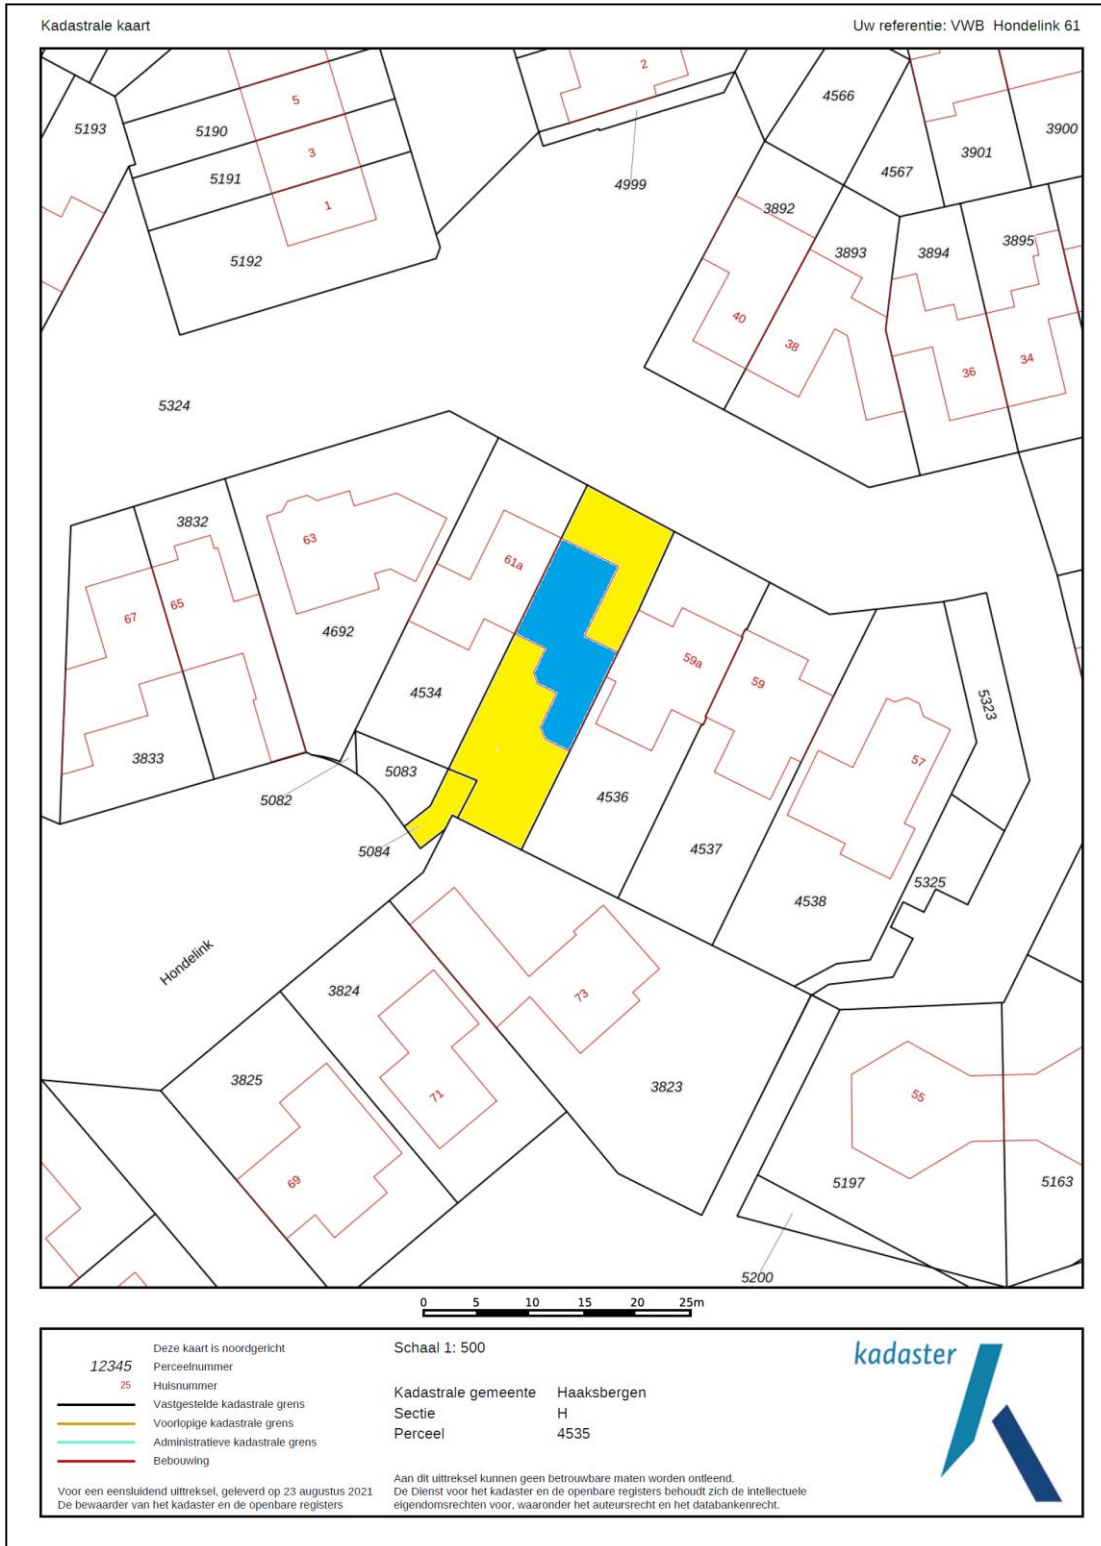 Kadastrale kaart
Uw referentie: VWB Hondelink 61
5193
5190
5
5191
3
1
5192
2
4999
4566
4567
3901
3900
3892
3893
3894
3895
40
38
36
34
5324
3832
63
61a
67
65
4692
4534
3833
5082
5083
5084
59a
59
4536
4537
57
5323
4538
5325
Hondelink
3824
73
3825
71
3823
69
55
5197
5163
5200
0 5 10 15 20 25m
Deze kaart is noordgericht
12345 Perceelnummer
25 Huisnummer
Vastgestelde kadastrale grens
Voorlopige kadastrale grens
Administratieve kadastrale grens
Bebouwing
Voor een eensluidend uittreksel, geleverd op 23 augustus 2021
De bewaarder van het kadaster en de openbare registers
Schaal 1: 500
Kadastrale gemeente Haaksbergen
Sectie H
Perceel 4535
Aan dit uittreksel kunnen geen betrouwbare maten worden ontleend.
De Dienst voor het kadaster en de openbare registers behoudt zich de intellectuele
eigendomsrechten voor, waaronder het auteursrecht en het databankenrecht.
kadaster